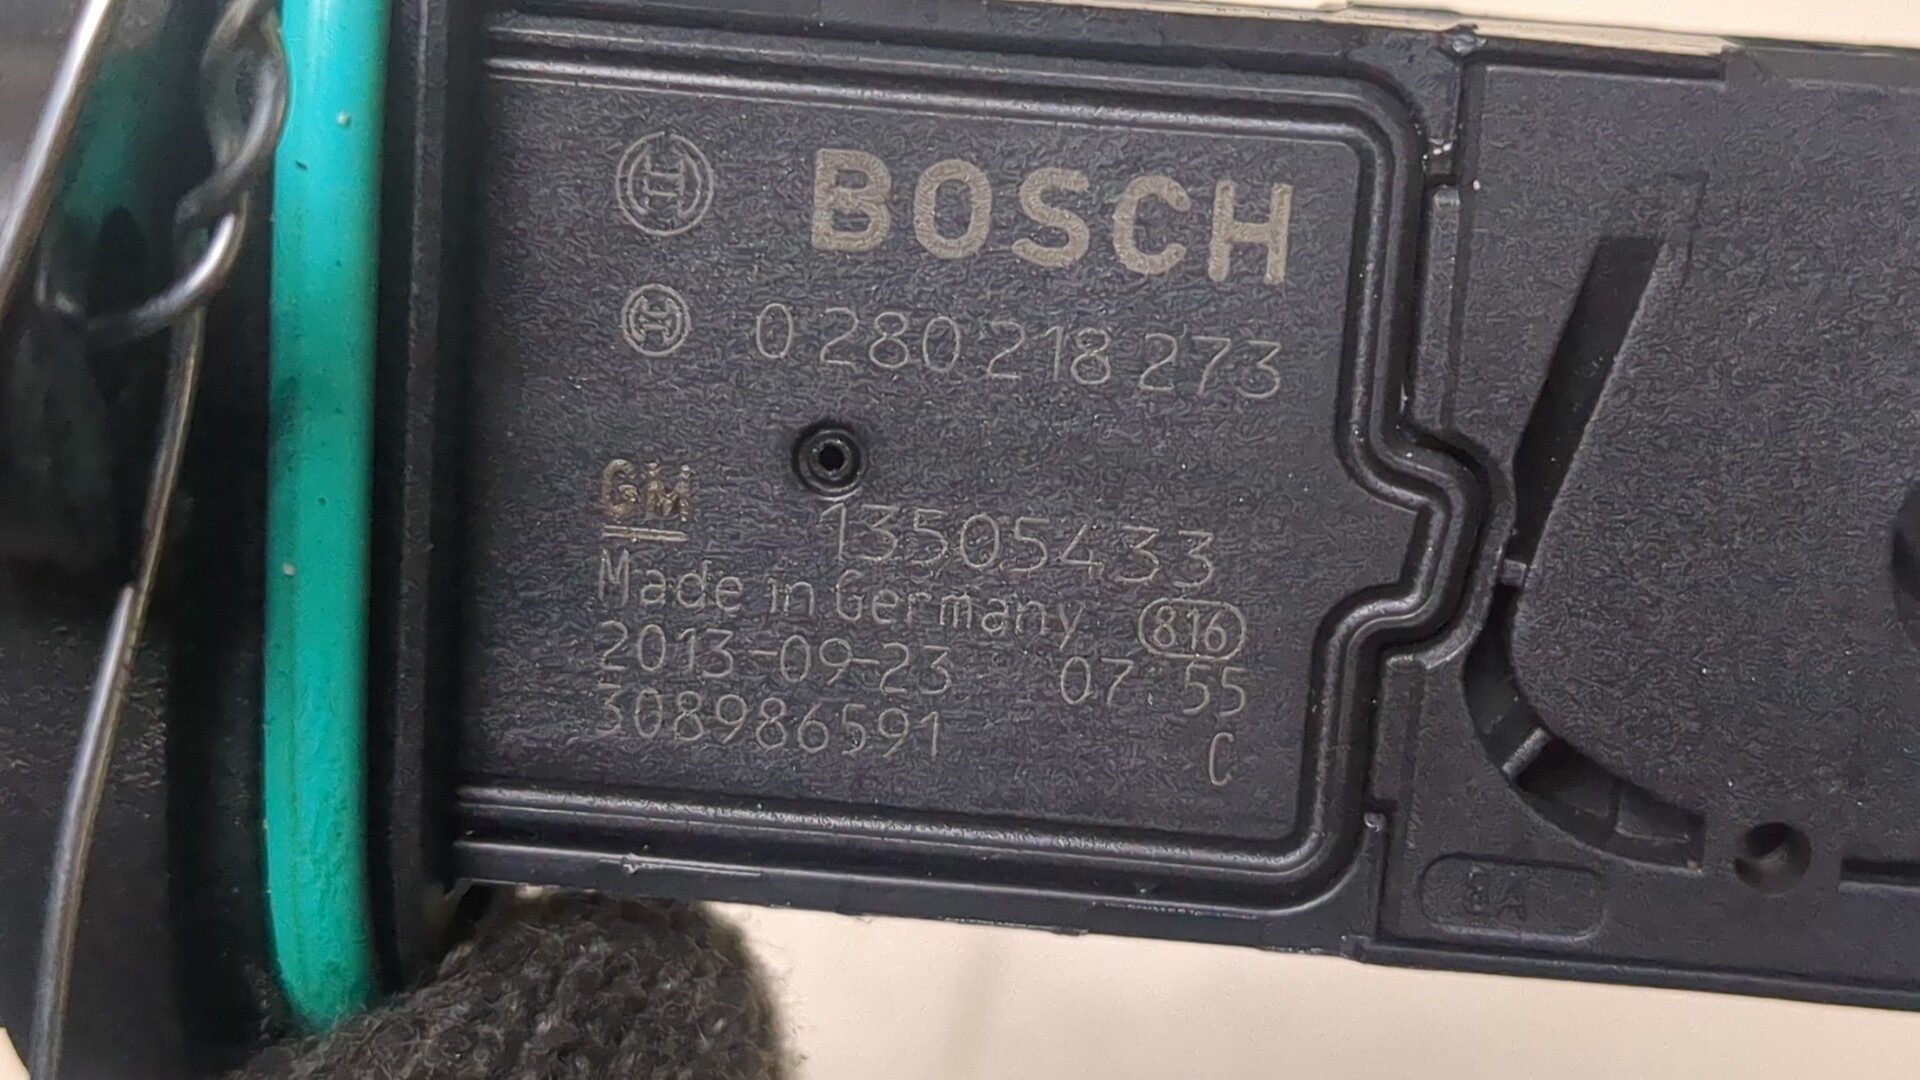 BOSCH
0 280 218 273
GM
13505433
Made in Germany 816
2013-09-23 07 55
308986591 C